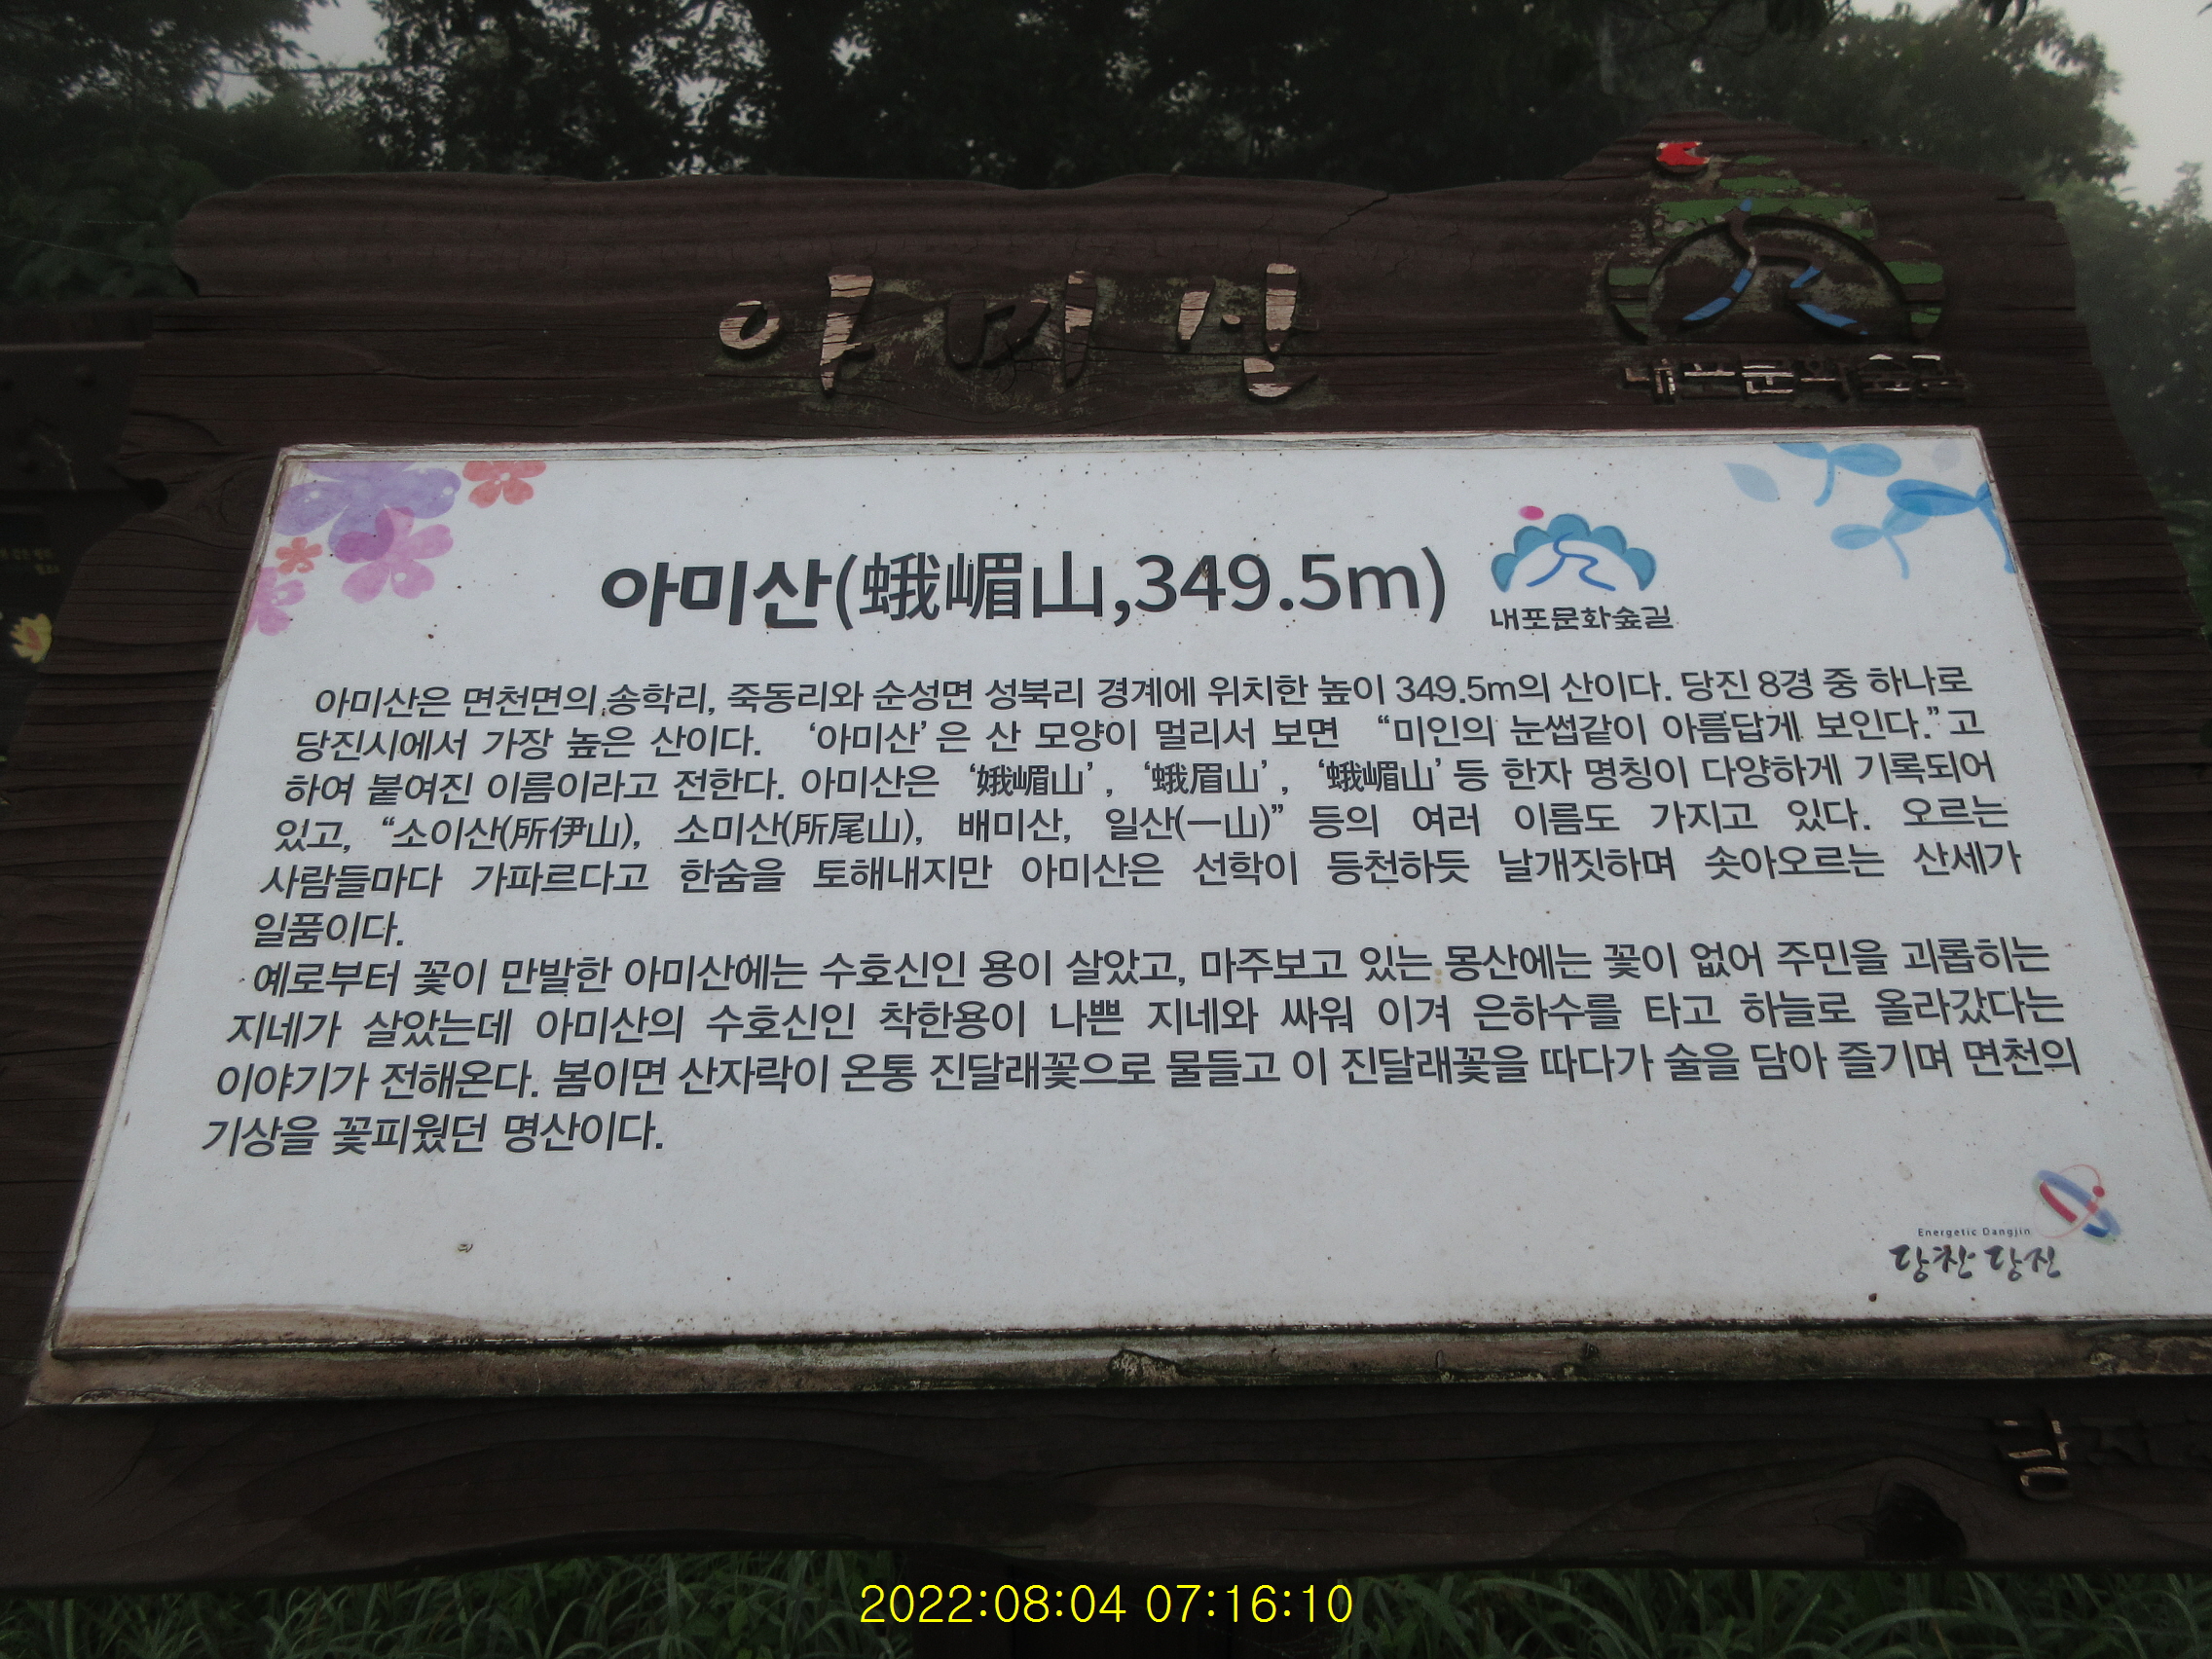 아미산
내포문화숲길
아미산(蛾嵋山,349.5m)
내포문화숲길
아미산은 면천면의 송학리, 죽동리와 순성면 성북리 경계에 위치한 높이 349.5m의 산이다. 당진 8경 중 하나로
당진시에서 가장 높은 산이다. ‘아미산’은 산 모양이 멀리서 보면 “미인의 눈썹같이 아름답게 보인다.”고
하여 붙여진 이름이라고 전한다. 아미산은 ‘娥嵋山’, ‘蛾眉山’, ‘蛾嵋山’등 한자 명칭이 다양하게 기록되어
있고, “소이산(所伊山), 소미산(所尾山), 배미산, 일산(一山)” 등의 여러 이름도 가지고 있다. 오르는
사람들마다 가파르다고 한숨을 토해내지만 아미산은 선학이 등천하듯 날개짓하며 솟아오르는 산세가
일품이다.
예로부터 꽃이 만발한 아미산에는 수호신인 용이 살았고, 마주보고 있는 몽산에는 꽃이 없어 주민을 괴롭히는
지네가 살았는데 아미산의 수호신인 착한용이 나쁜 지네와 싸워 이겨 은하수를 타고 하늘로 올라갔다는
이야기가 전해온다. 봄이면 산자락이 온통 진달래꽃으로 물들고 이 진달래꽃을 따다가 술을 담아 즐기며 면천의
기상을 꽃피웠던 명산이다.
Energetic Dangjin
당찬 당진
2022:08:04 07:16:10